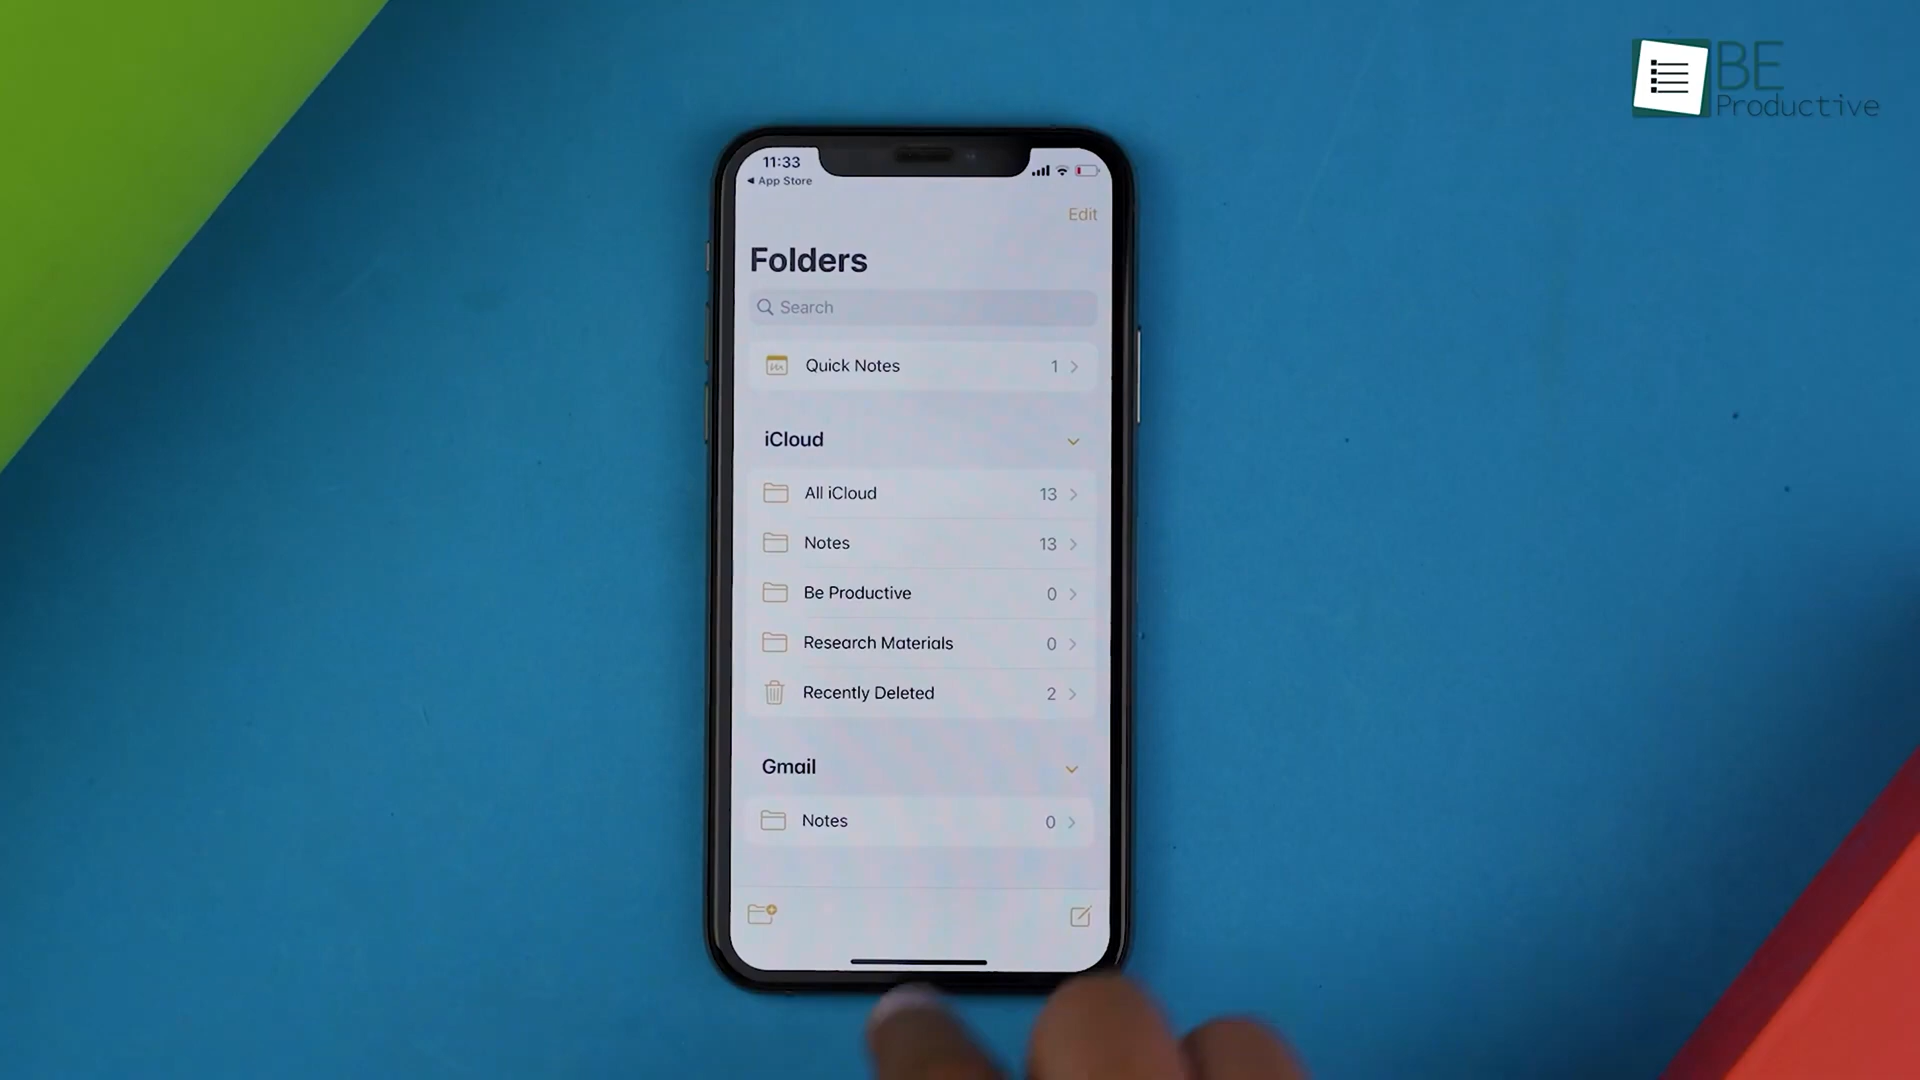 BE
Productive
11:33
App Store
Edit
Folders
Search
Quick Notes 1
iCloud
All iCloud 13
Notes 13
Be Productive 0
Research Materials 0
Recently Deleted 2
Gmail
Notes 0